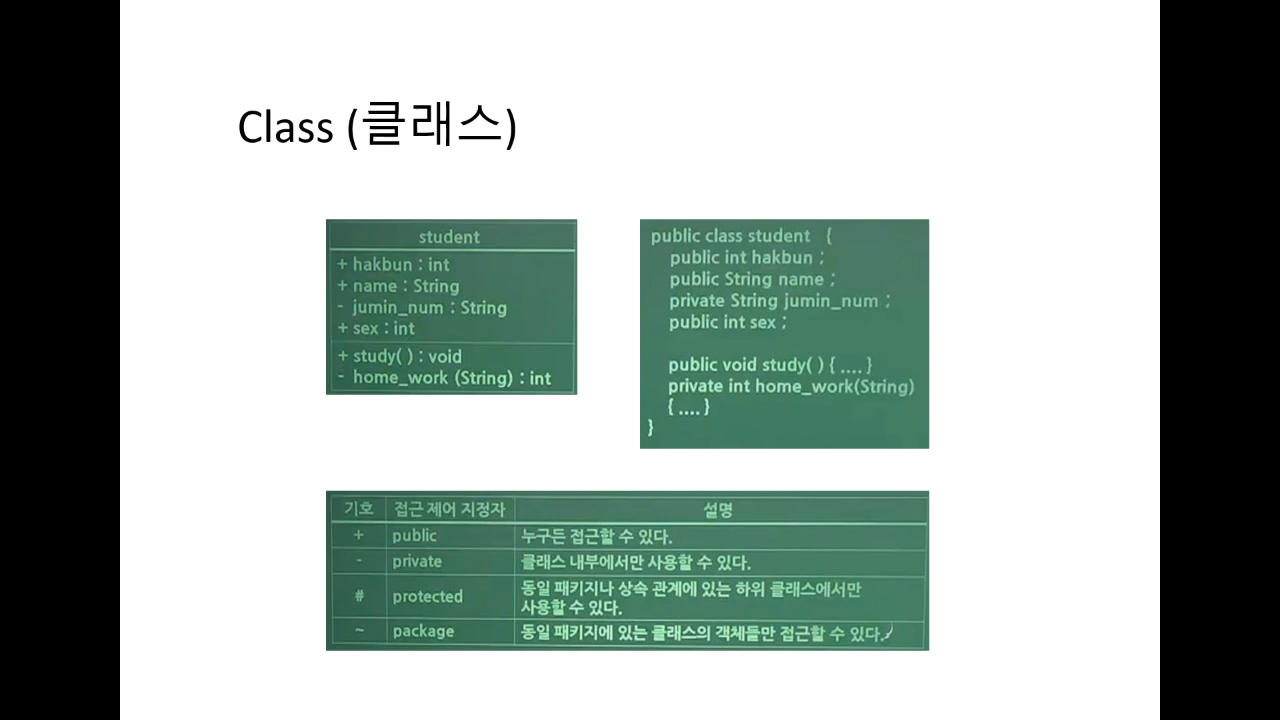 Class (클래스)
student
+ hakbun : int
+ name : String
- jumin_num : String
+ sex : int
+ study( ) : void
- home_work (String) : int
public class student {
public int hakbun ;
public String name ;
private String jumin_num ;
public int sex ;
public void study( ) { .... }
private int home_work(String)
{ .... }
}
기호 접근 제어 지정자 설명
+ public 누구든 접근할 수 있다.
- private 클래스 내부에서만 사용할 수 있다.
# protected 동일 패키지나 상속 관계에 있는 하위 클래스에서만
사용할 수 있다.
~ package 동일 패키지에 있는 클래스의 객체들만 접근할 수 있다.